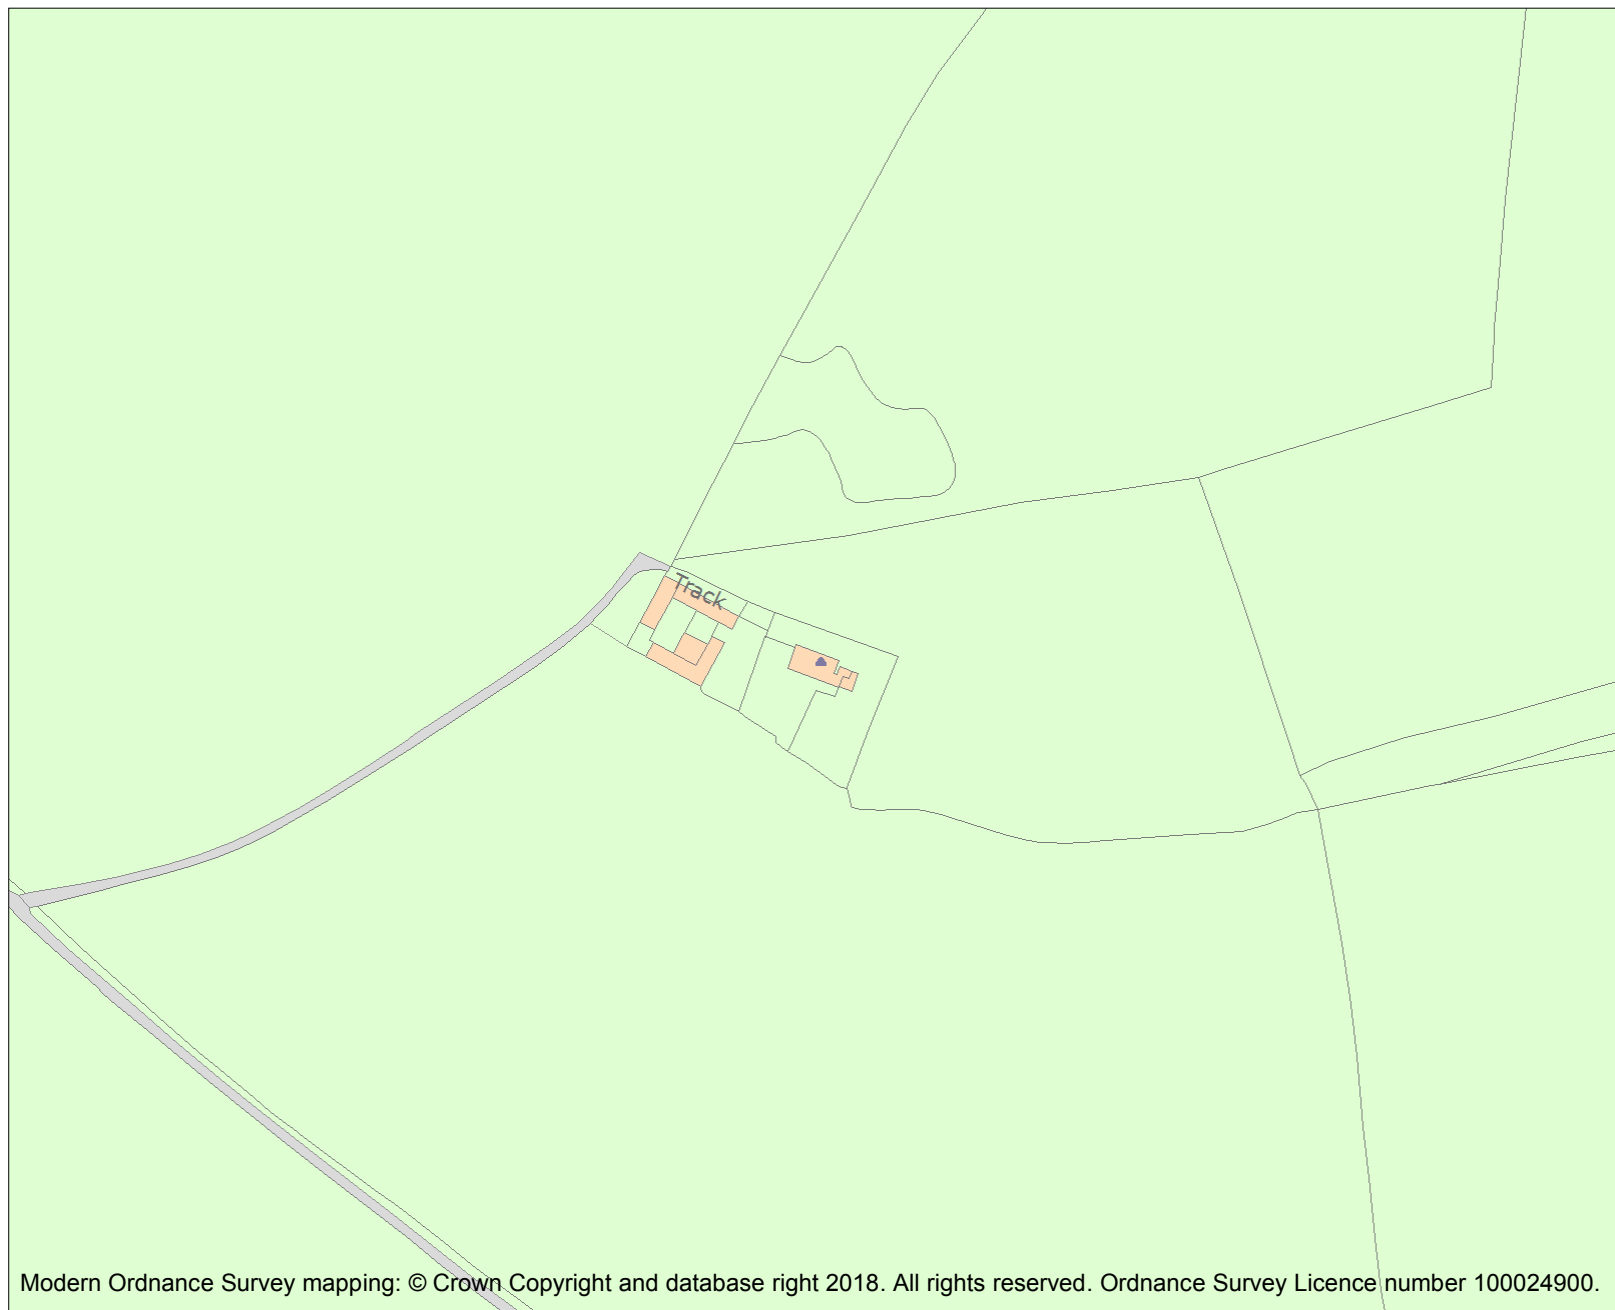 Track
Modern Ordnance Survey mapping: © Crown Copyright and database right 2018. All rights reserved. Ordnance Survey Licence number 100024900.